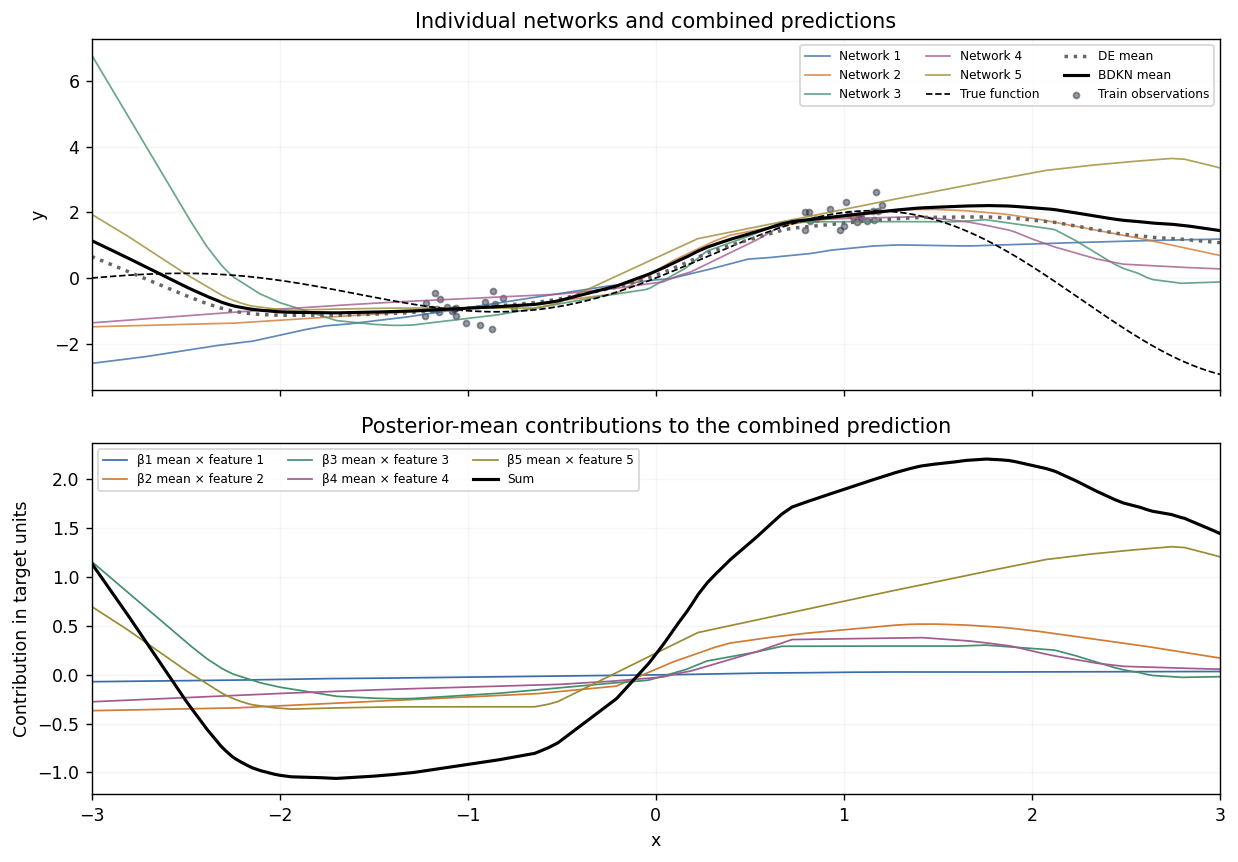 Individual networks and combined predictions
Network 1 Network 4 DE mean
Network 2 Network 5 BDKN mean
Network 3 True function Train observations
y
6
4
2
0
−2
Posterior-mean contributions to the combined prediction
β1 mean × feature 1 β3 mean × feature 3 β5 mean × feature 5
β2 mean × feature 2 β4 mean × feature 4 Sum
Contribution in target units
2.0
1.5
1.0
0.5
0.0
−0.5
−1.0
−3 −2 −1 0 1 2 3
x